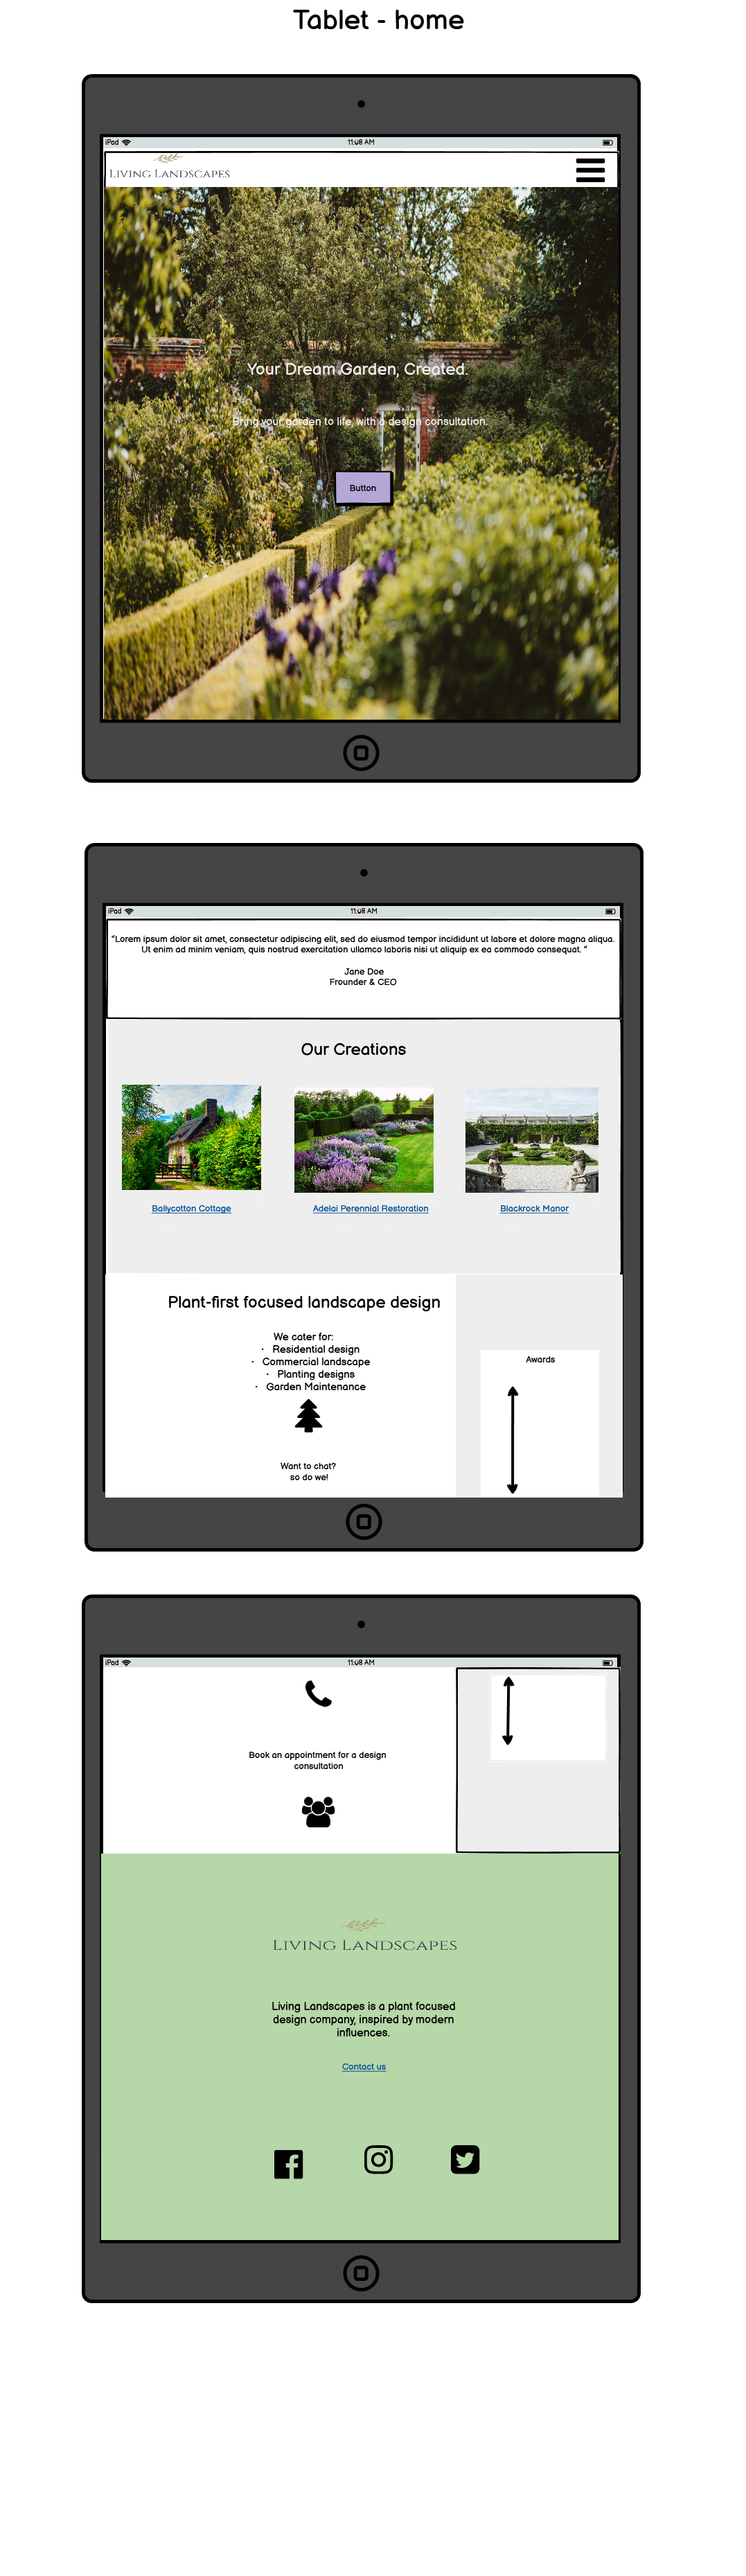 Tablet - home
iPad 11:08 AM
LIVING LANDSCAPES
Your Dream Garden, Created.
Bring your garden to life, with a design consultation.
Button
iPad 11:08 AM
"Lorem ipsum dolor sit amet, consectetur adipiscing elit, sed do eiusmod tempor incididunt ut labore et dolore magna aliqua.
Ut enim ad minim veniam, quis nostrud exercitation ullamco laboris nisi ut aliquip ex ea commodo consequat. "
Jane Doe
Frounder & CEO
Our Creations
Ballycotton Cottage
Adelai Perennial Restoration
Blackrock Manor
Plant-first focused landscape design
We cater for:
• Residential design
• Commercial landscape
• Planting designs
• Garden Maintenance
Awards
Want to chat?
so do we!
iPad 11:08 AM
Book an appointment for a design
consultation
LIVING LANDSCAPES
Living Landscapes is a plant focused
design company, inspired by modern
influences.
Contact us